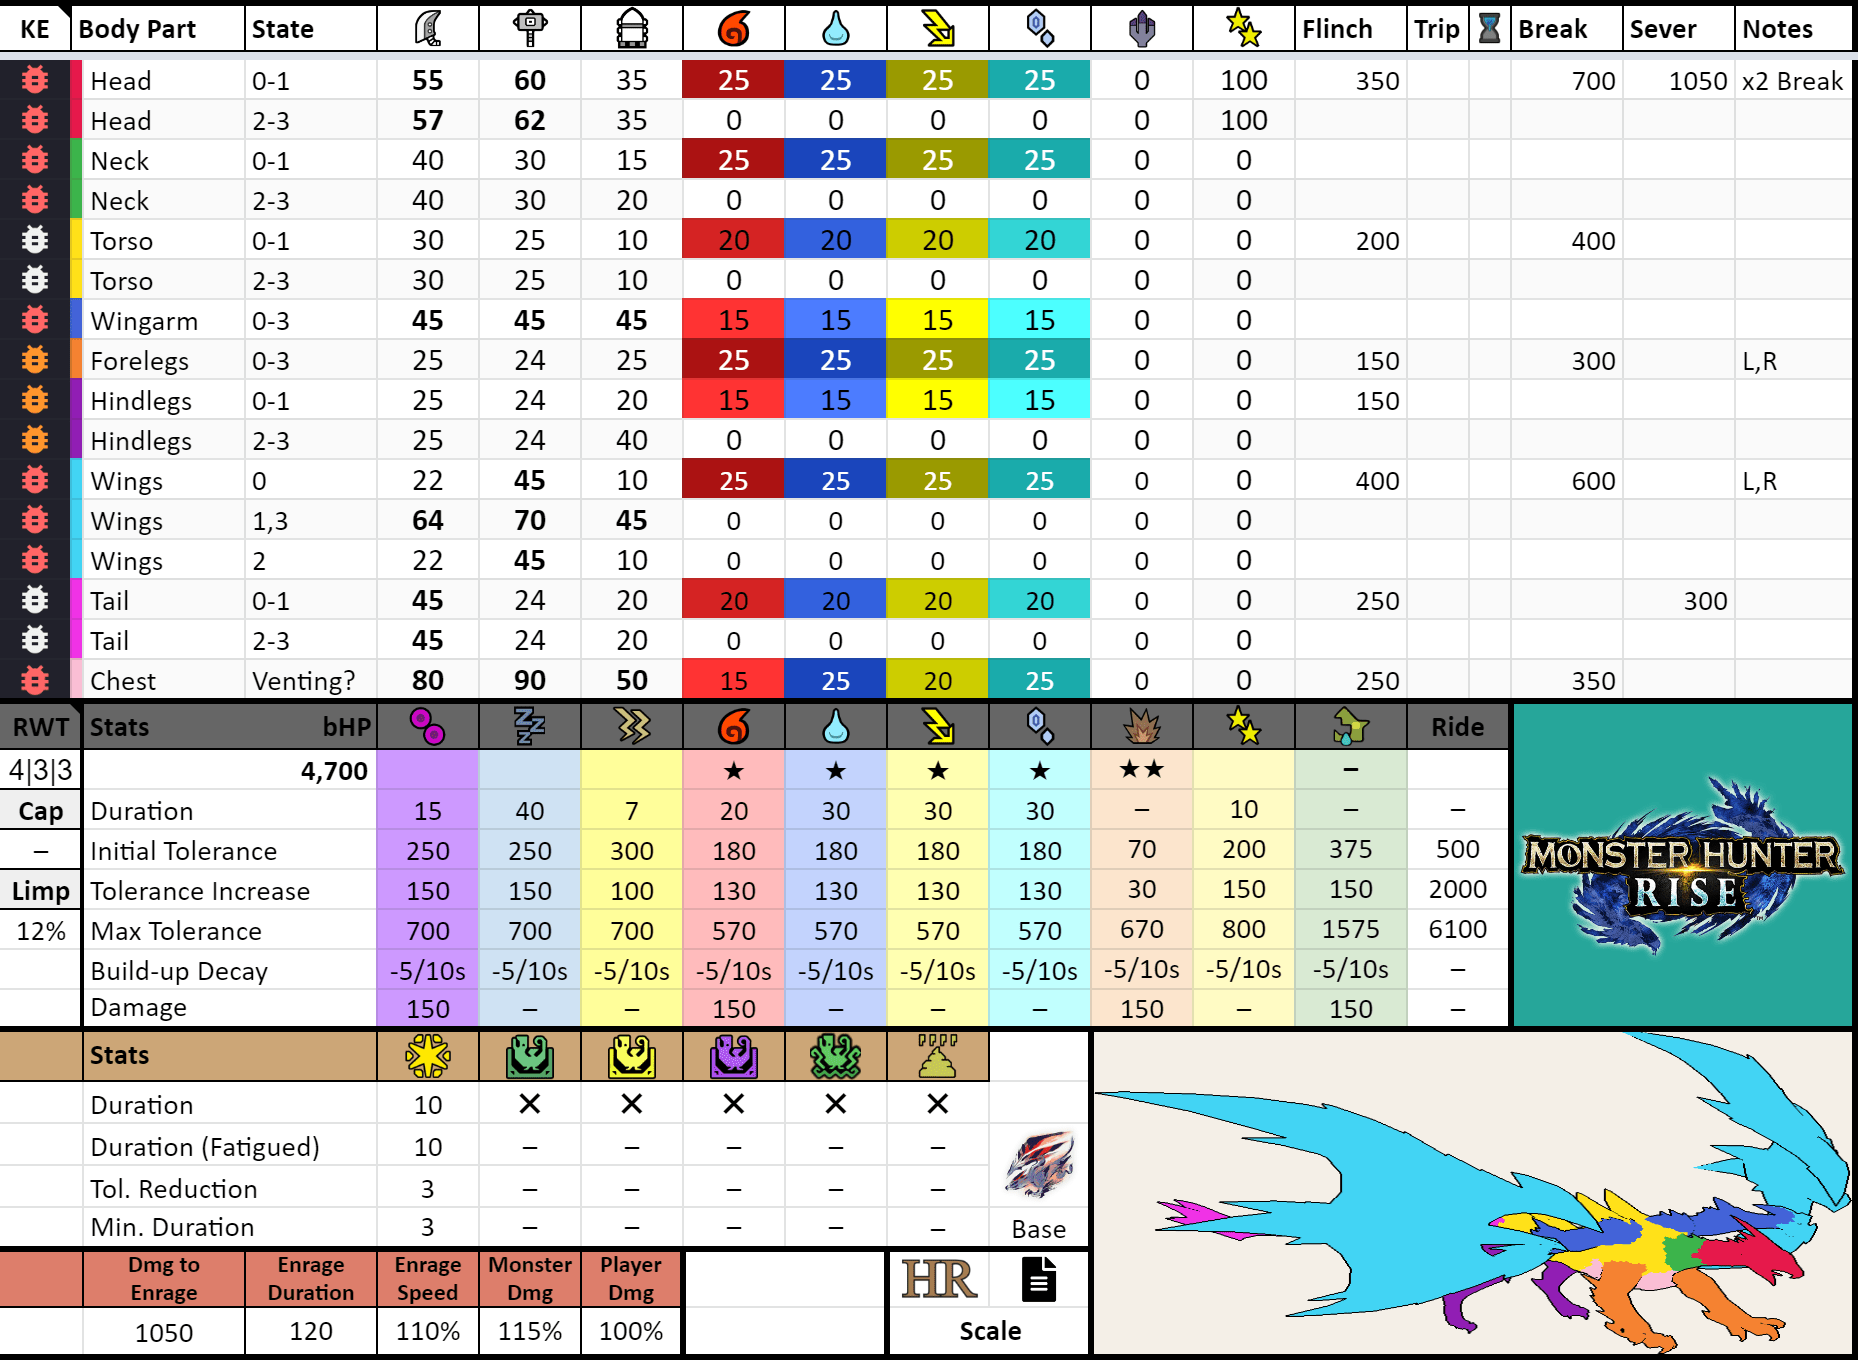 KE Body Part State Flinch Trip Break Sever Notes
Head 0-1 55 60 35 25 25 25 25 0 100 350 700 1050 x2 Break
Head 2-3 57 62 35 0 0 0 0 0 100
Neck 0-1 40 30 15 25 25 25 25 0 0
Neck 2-3 40 30 20 0 0 0 0 0 0
Torso 0-1 30 25 10 20 20 20 20 0 0 200 400
Torso 2-3 30 25 10 0 0 0 0 0 0
Wingarm 0-3 45 45 45 15 15 15 15 0 0
Forelegs 0-3 25 24 25 25 25 25 25 0 0 150 300 L,R
Hindlegs 0-1 25 24 20 15 15 15 15 0 0 150
Hindlegs 2-3 25 24 40 0 0 0 0 0 0
Wings 0 22 45 10 25 25 25 25 0 0 400 600 L,R
Wings 1,3 64 70 45 0 0 0 0 0 0
Wings 2 22 45 10 0 0 0 0 0 0
Tail 0-1 45 24 20 20 20 20 20 0 0 250 300
Tail 2-3 45 24 20 0 0 0 0 0 0
Chest Venting? 80 90 50 15 25 20 25 0 0 250 350
RWT Stats bHP Ride
4|3|3 4,700 ★ ★ ★ ★ ★★ –
Cap Duration 15 40 7 20 30 30 30 – 10 – –
– Initial Tolerance 250 250 300 180 180 180 180 70 200 375 500
Limp Tolerance Increase 150 150 100 130 130 130 130 30 150 150 2000
12% Max Tolerance 700 700 700 570 570 570 570 670 800 1575 6100
Build-up Decay -5/10s -5/10s -5/10s -5/10s -5/10s -5/10s -5/10s -5/10s -5/10s -5/10s –
Damage 150 – – 150 – – – 150 – 150 –
MONSTER HUNTER
RISE
Stats
Duration 10 ✕ ✕ ✕ ✕ ✕
Duration (Fatigued) 10 – – – – –
Tol. Reduction 3 – – – – –
Min. Duration 3 – – – – –
Base
Dmg to Enrage Enrage Duration Enrage Speed Monster Dmg Player Dmg
HR
1050 120 110% 115% 100%
Scale